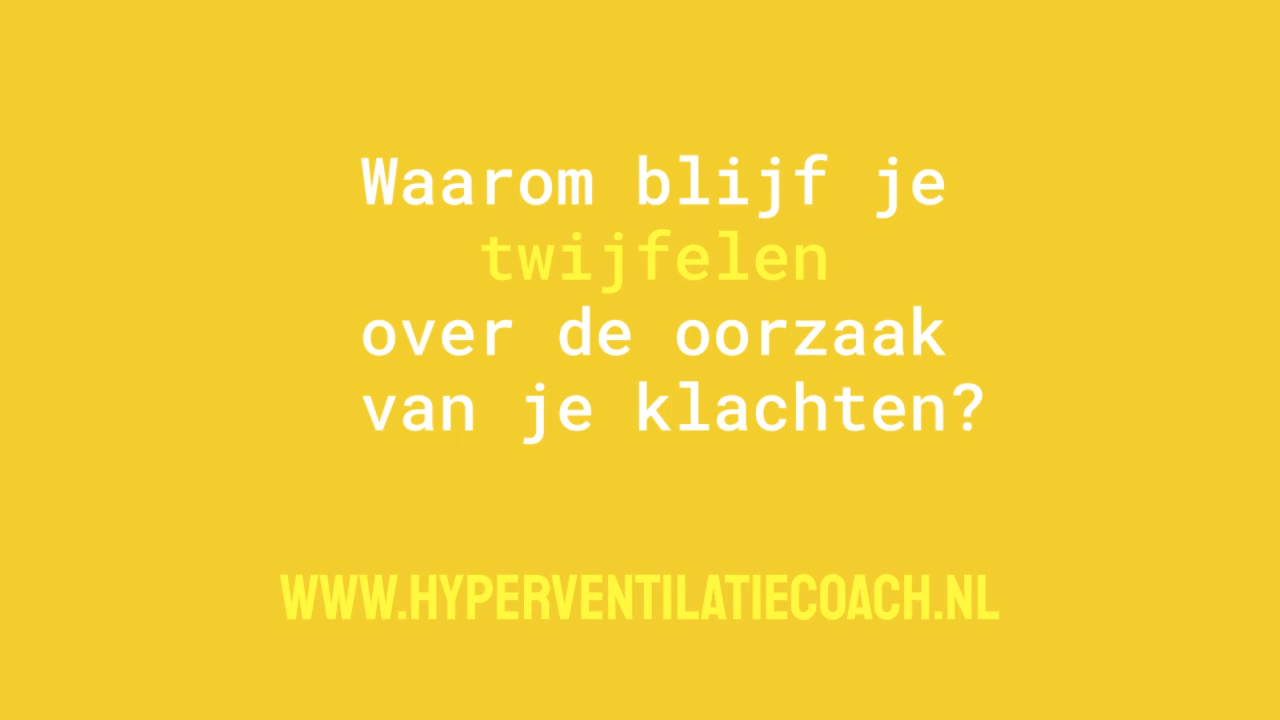 Waarom blijf je
twijfelen
over de oorzaak
van je klachten?
WWW.HYPERVENTILATIECOACH.NL